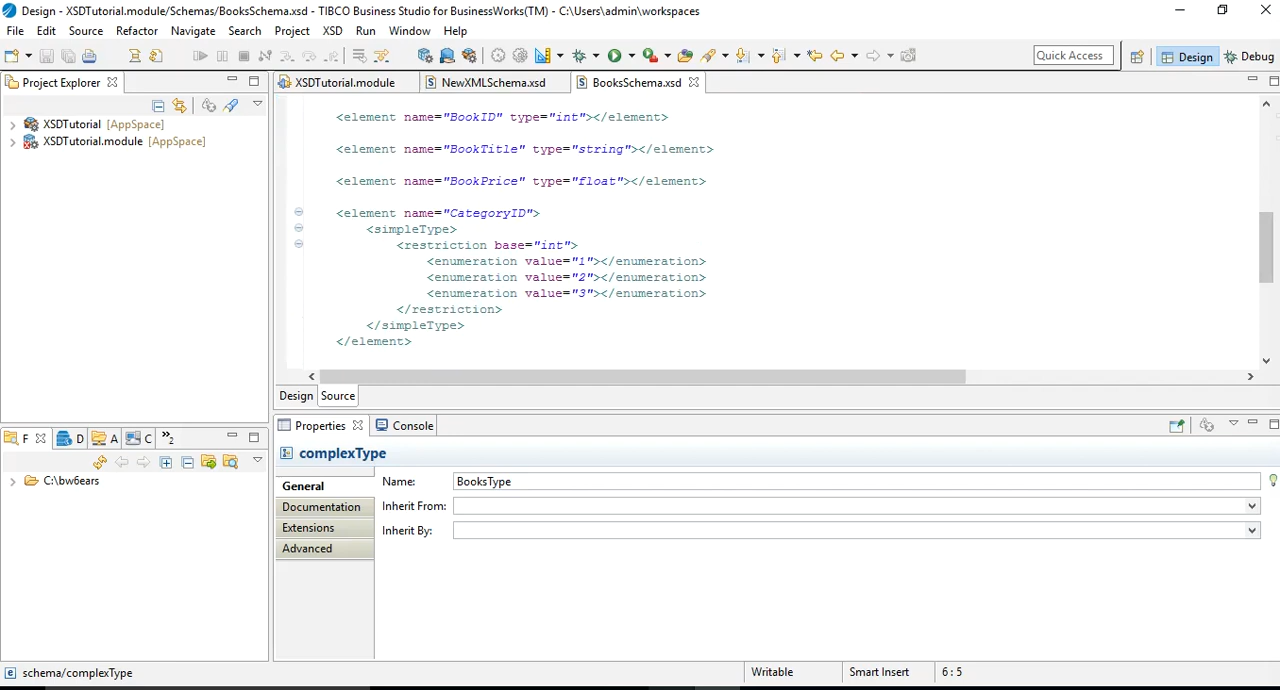 Design - XSDTutorial.module/Schemas/BooksSchema.xsd - TIBCO Business Studio for BusinessWorks(TM) - C:\Users\admin\workspaces
File Edit Source Refactor Navigate Search Project XSD Run Window Help
Quick Access Design Debug
Project Explorer
XSDTutorial [AppSpace]
XSDTutorial.module [AppSpace]
XSDTutorial.module NewXMLSchema.xsd BooksSchema.xsd
<element name="BookID" type="int"></element>
<element name="BookTitle" type="string"></element>
<element name="BookPrice" type="float"></element>
<element name="CategoryID">
<simpleType>
<restriction base="int">
<enumeration value="1"></enumeration>
<enumeration value="2"></enumeration>
<enumeration value="3"></enumeration>
</restriction>
</simpleType>
</element>
Design Source
F D A C »2
C:\bw6ears
Properties Console
complexType
General
Documentation
Extensions
Advanced
Name: BooksType
Inherit From:
Inherit By:
schema/complexType Writable Smart Insert 6 : 5